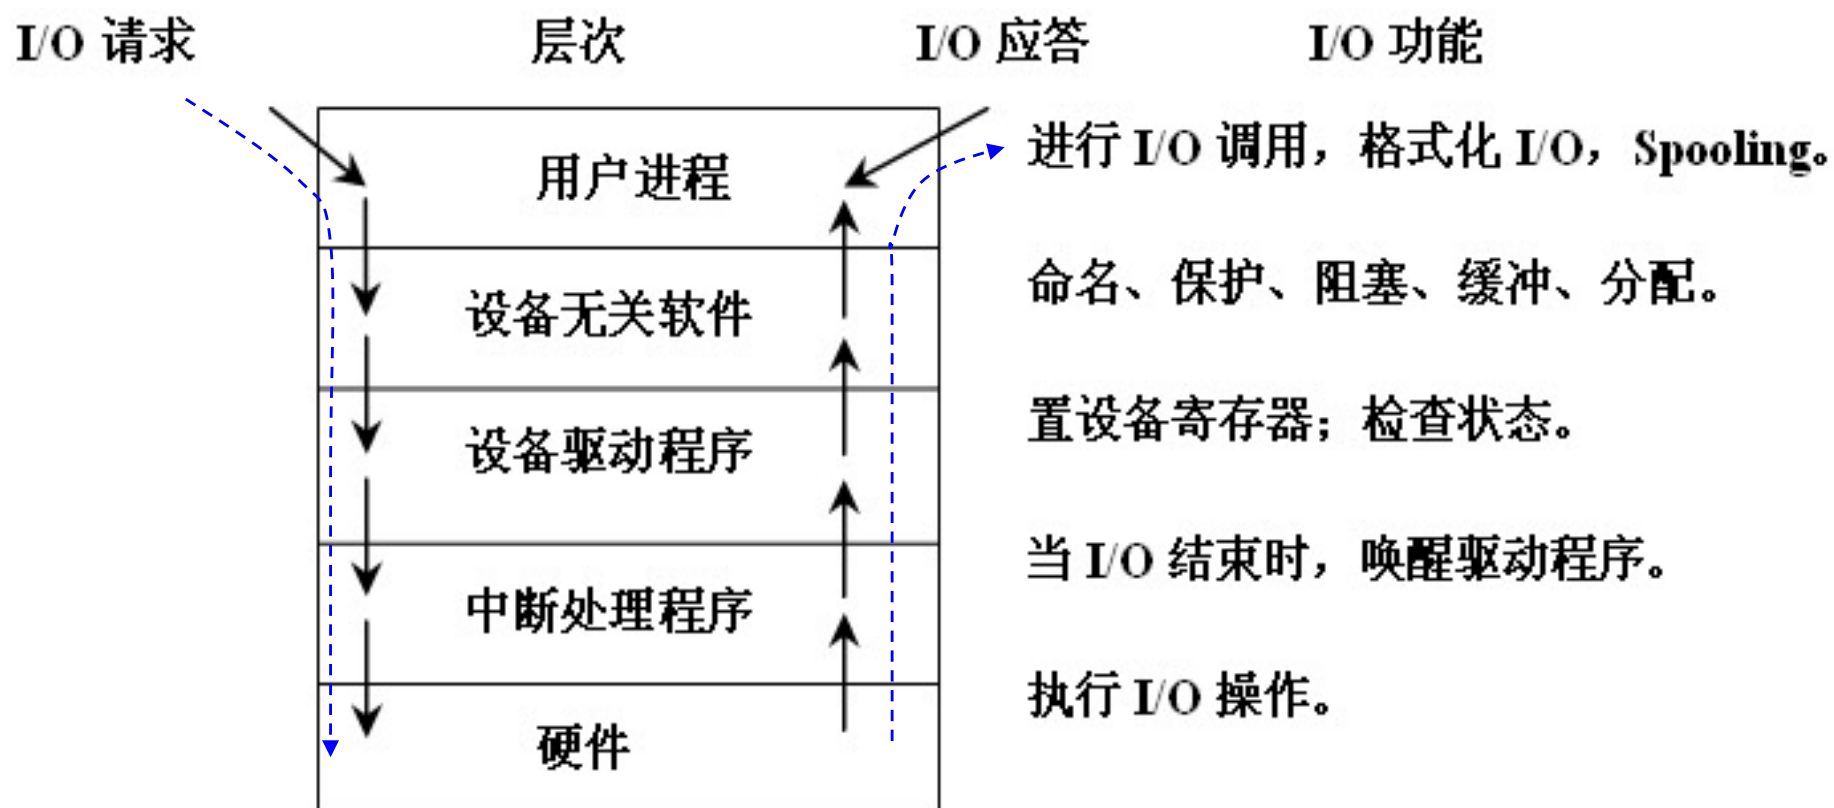 I/O 请求 层次 I/O 应答 I/O 功能
用户进程 进行 I/O 调用，格式化 I/O，Spooling。
设备无关软件 命名、保护、阻塞、缓冲、分配。
设备驱动程序 置设备寄存器；检查状态。
中断处理程序 当 I/O 结束时，唤醒驱动程序。
硬件 执行 I/O 操作。